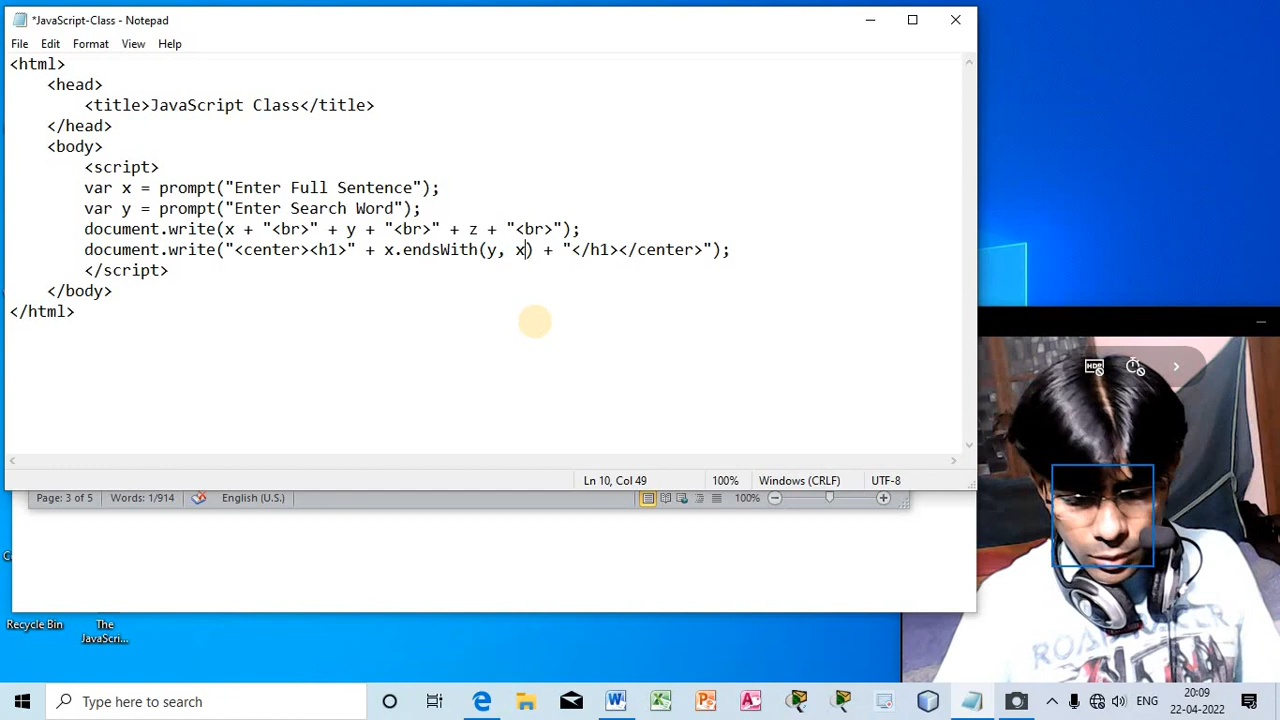 *JavaScript-Class - Notepad
File Edit Format View Help
<html>
<head>
<title>JavaScript Class</title>
</head>
<body>
<script>
var x = prompt("Enter Full Sentence");
var y = prompt("Enter Search Word");
document.write(x + "<br>" + y + "<br>" + z + "<br>");
document.write("<center><h1>" + x.endsWith(y, x) + "</h1></center>");
</script>
</body>
</html>
Ln 10, Col 49 100% Windows (CRLF) UTF-8
Page: 3 of 5 Words: 1/914 English (U.S.) 100%
HDR
Recycle Bin
The
JavaScri...
Type here to search
ENG
20:09
22-04-2022